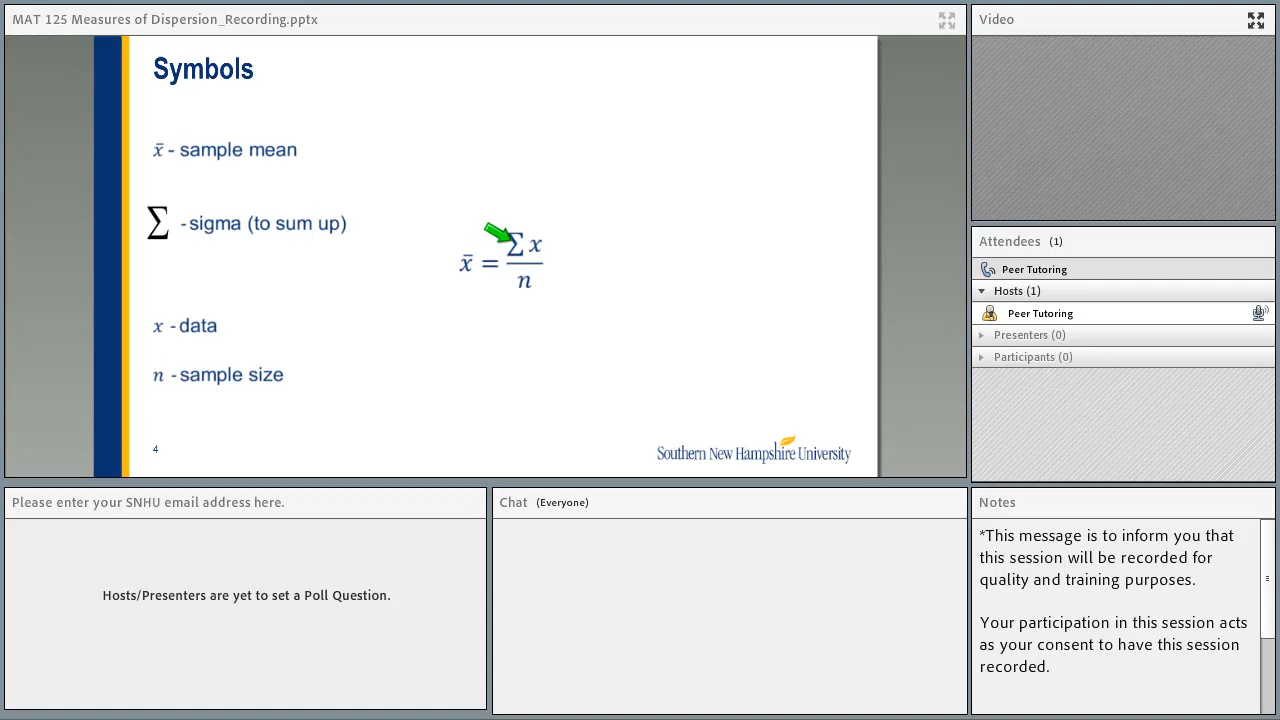 MAT 125 Measures of Dispersion_Recording.pptx
Symbols
x̄ - sample mean
∑ - sigma (to sum up)
x̄ = ∑ x / n
x - data
n - sample size
4
Southern New Hampshire University
Video
Attendees (1)
Peer Tutoring
Hosts (1)
Peer Tutoring
Presenters (0)
Participants (0)
Please enter your SNHU email address here.
Hosts/Presenters are yet to set a Poll Question.
Chat (Everyone)
Notes
*This message is to inform you that
this session will be recorded for
quality and training purposes.
Your participation in this session acts
as your consent to have this session
recorded.